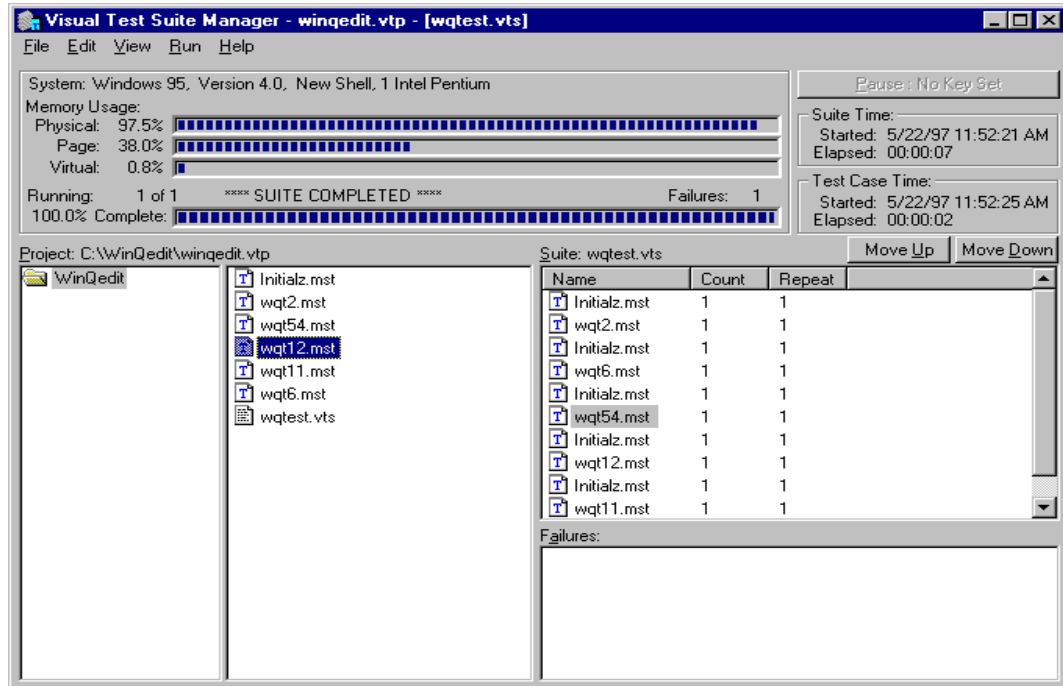 Visual Test Suite Manager - winqedit.vtp - [wqtest.vts]
File Edit View Run Help
System: Windows 95, Version 4.0, New Shell, 1 Intel Pentium
Memory Usage:
Physical: 97.5%
Page: 38.0%
Virtual: 0.8%
Running: 1 of 1 **** SUITE COMPLETED **** Failures: 1
100.0% Complete:
Pause : No Key Set
Suite Time:
Started: 5/22/97 11:52:21 AM
Elapsed: 00:00:07
Test Case Time:
Started: 5/22/97 11:52:25 AM
Elapsed: 00:00:02
Move Up Move Down
Project: C:\WinQedit\winqedit.vtp
WinQedit
Initialz.mst
wqt2.mst
wqt54.mst
wqt12.mst
wqt11.mst
wqt6.mst
wqtest.vts
Suite: wqtest.vts
Name Count Repeat
Initialz.mst 1 1
wqt2.mst 1 1
Initialz.mst 1 1
wqt6.mst 1 1
Initialz.mst 1 1
wqt54.mst 1 1
Initialz.mst 1 1
wqt12.mst 1 1
Initialz.mst 1 1
wqt11.mst 1 1
Failures: